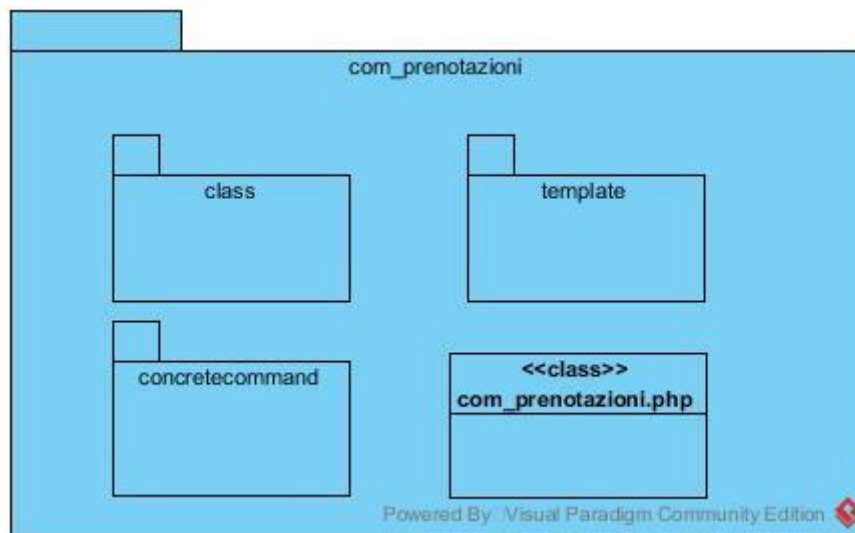 com_prenotazioni
class
template
concretecommand
<<class>>
com_prenotazioni.php
Powered By Visual Paradigm Community Edition